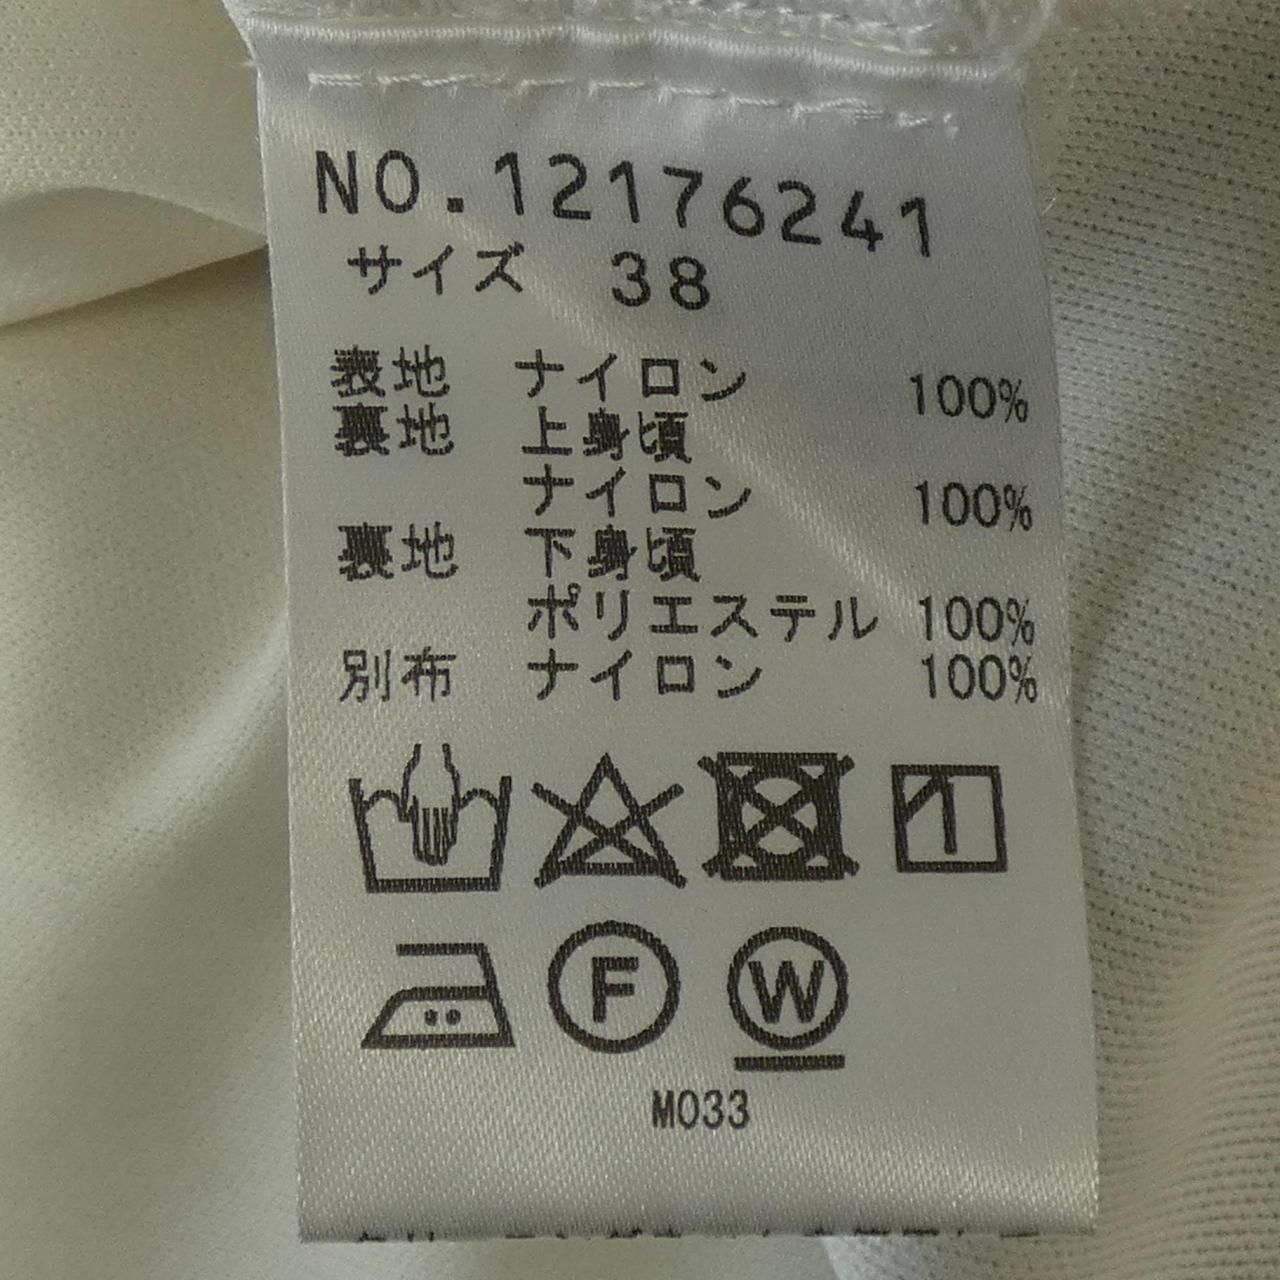 NO.12176241
サイズ 38
表地 ナイロン 100%
裏地 上身頃
ナイロン 100%
裏地 下身頃
ポリエステル 100%
別布 ナイロン 100%
F W
M033